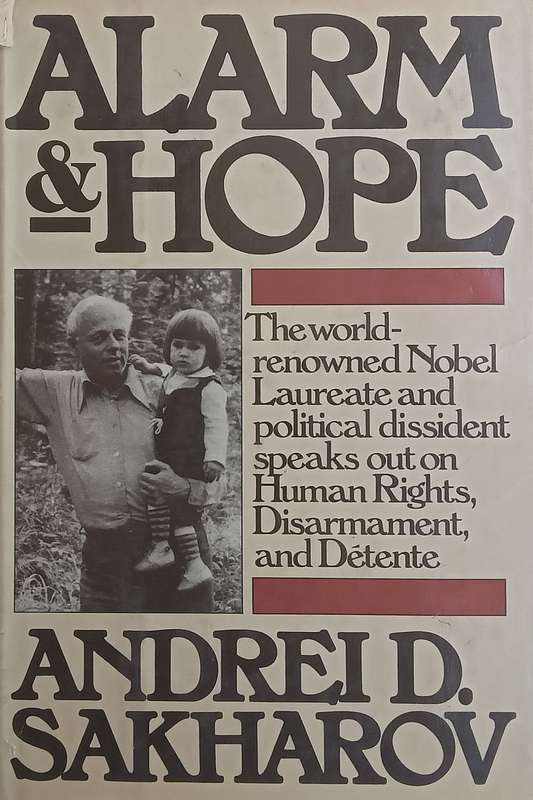 ALARM
& HOPE
The world-
renowned Nobel
Laureate and
political dissident
speaks out on
Human Rights,
Disarmament,
and Détente
ANDREI D.
SAKHAROV